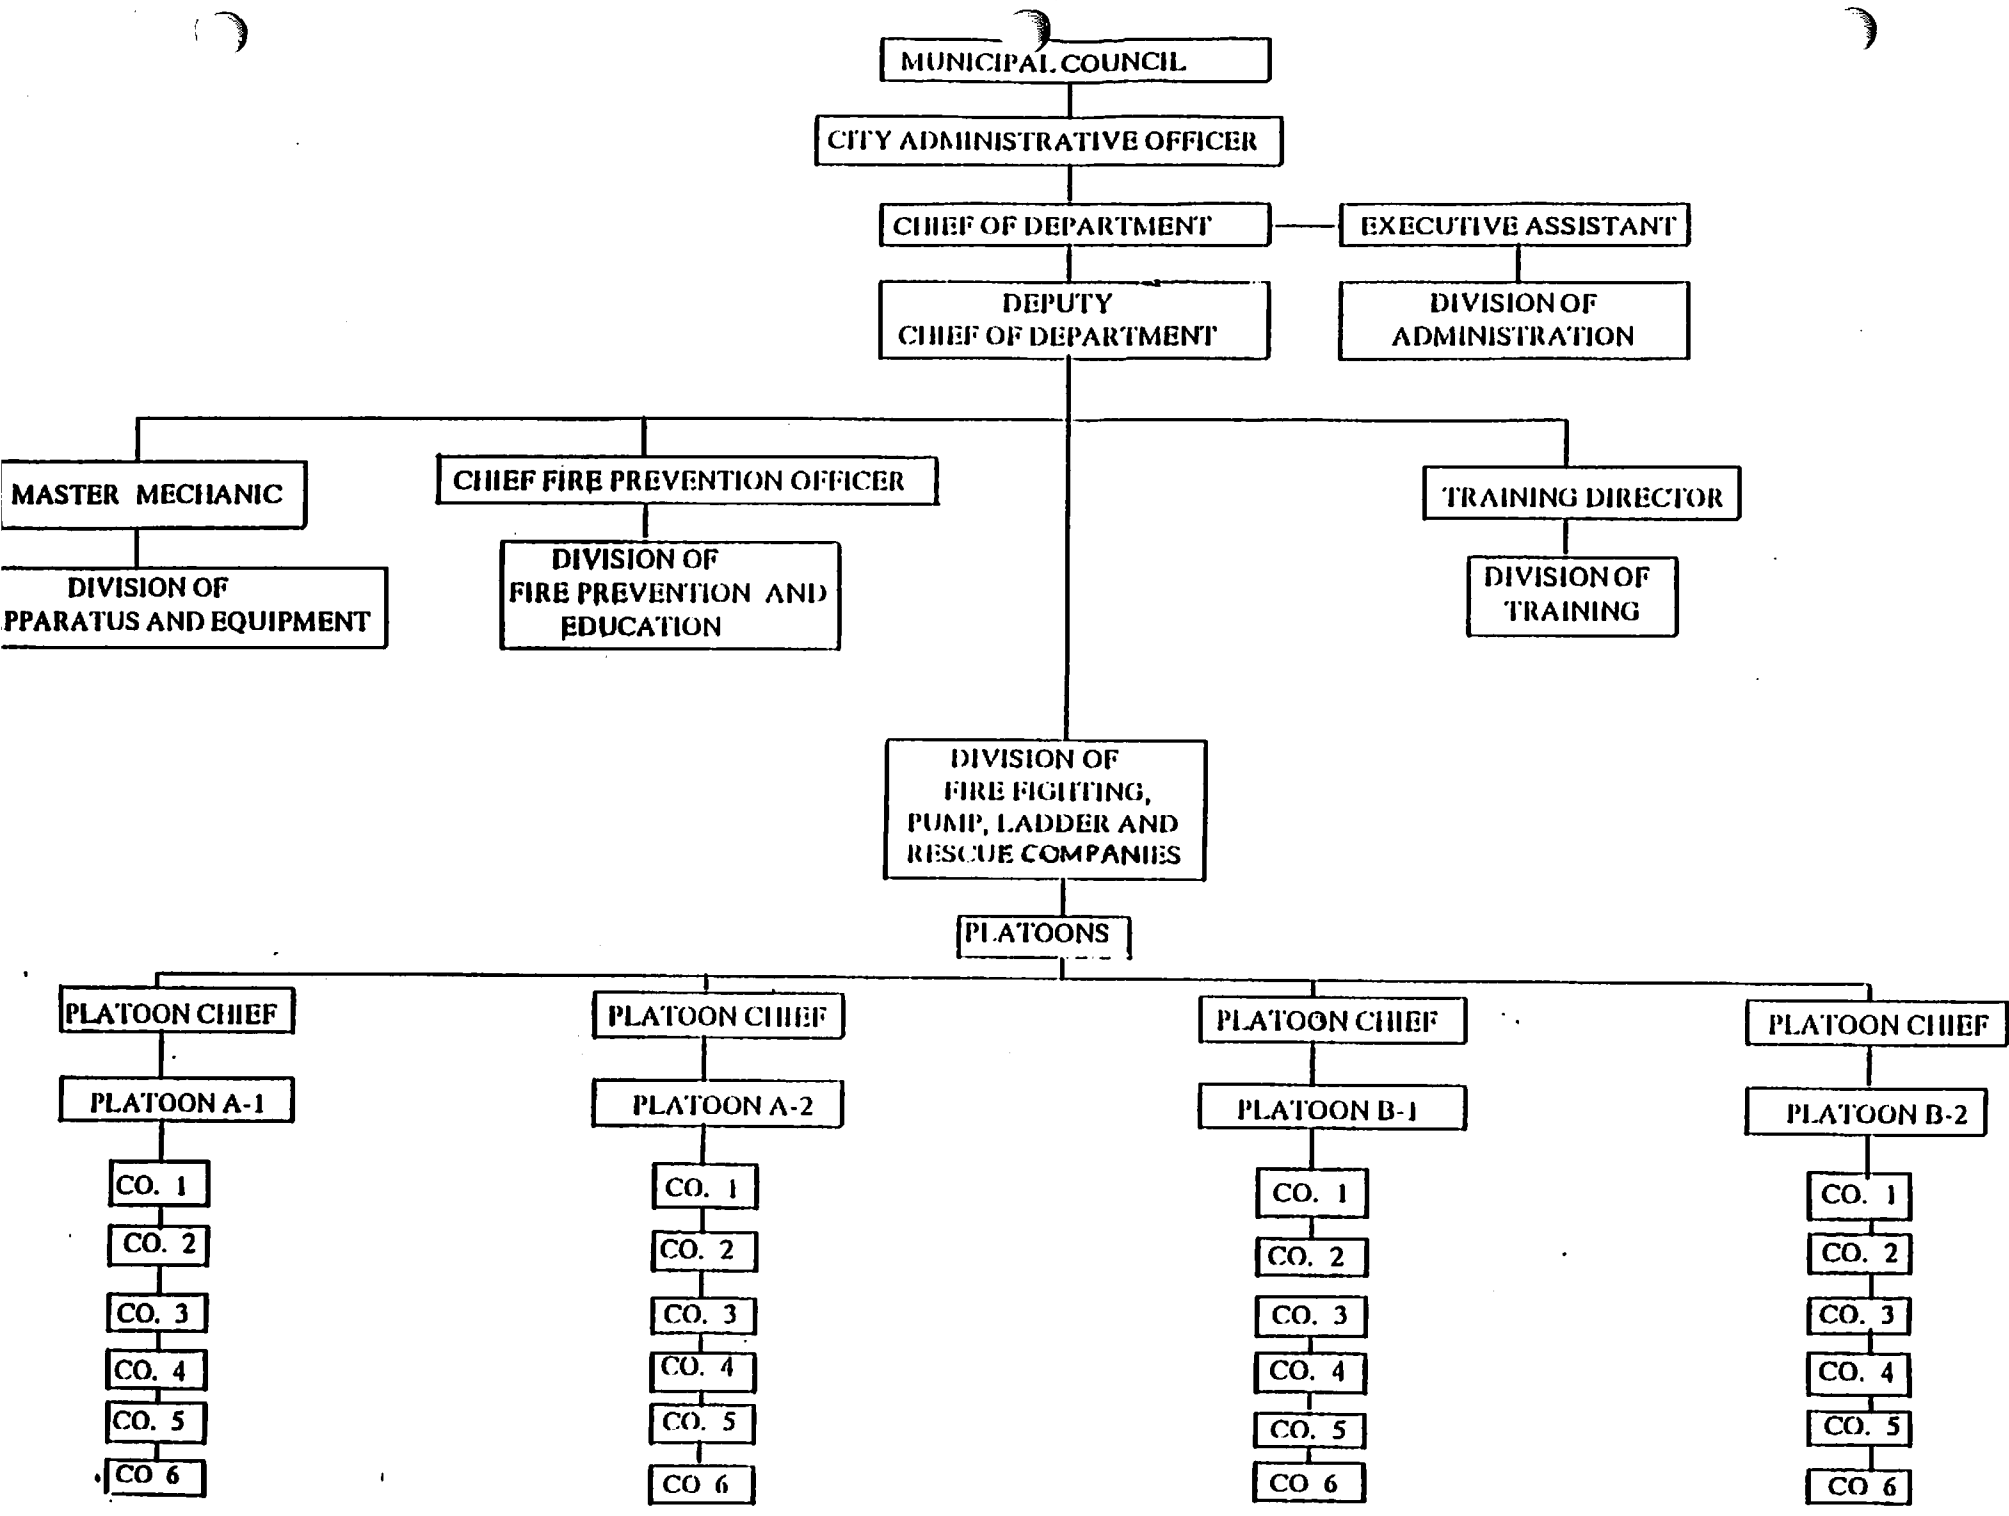 MUNICIPAL COUNCIL
CITY ADMINISTRATIVE OFFICER
CHIEF OF DEPARTMENT
EXECUTIVE ASSISTANT
DEPUTY
CHIEF OF DEPARTMENT
DIVISION OF
ADMINISTRATION
MASTER MECHANIC
CHIEF FIRE PREVENTION OFFICER
TRAINING DIRECTOR
DIVISION OF
PPARATUS AND EQUIPMENT
DIVISION OF
FIRE PREVENTION AND
EDUCATION
DIVISION OF
TRAINING
DIVISION OF
FIRE FIGHTING,
PUMP, LADDER AND
RESCUE COMPANIES
PLATOONS
PLATOON CHIEF
PLATOON CHIEF
PLATOON CHIEF
PLATOON CHIEF
PLATOON A-1
PLATOON A-2
PLATOON B-1
PLATOON B-2
CO. 1
CO. 2
CO. 3
CO. 4
CO. 5
CO 6
CO. 1
CO. 2
CO. 3
CO. 4
CO. 5
CO 6
CO. 1
CO. 2
CO. 3
CO. 4
CO. 5
CO 6
CO. 1
CO. 2
CO. 3
CO. 4
CO. 5
CO 6